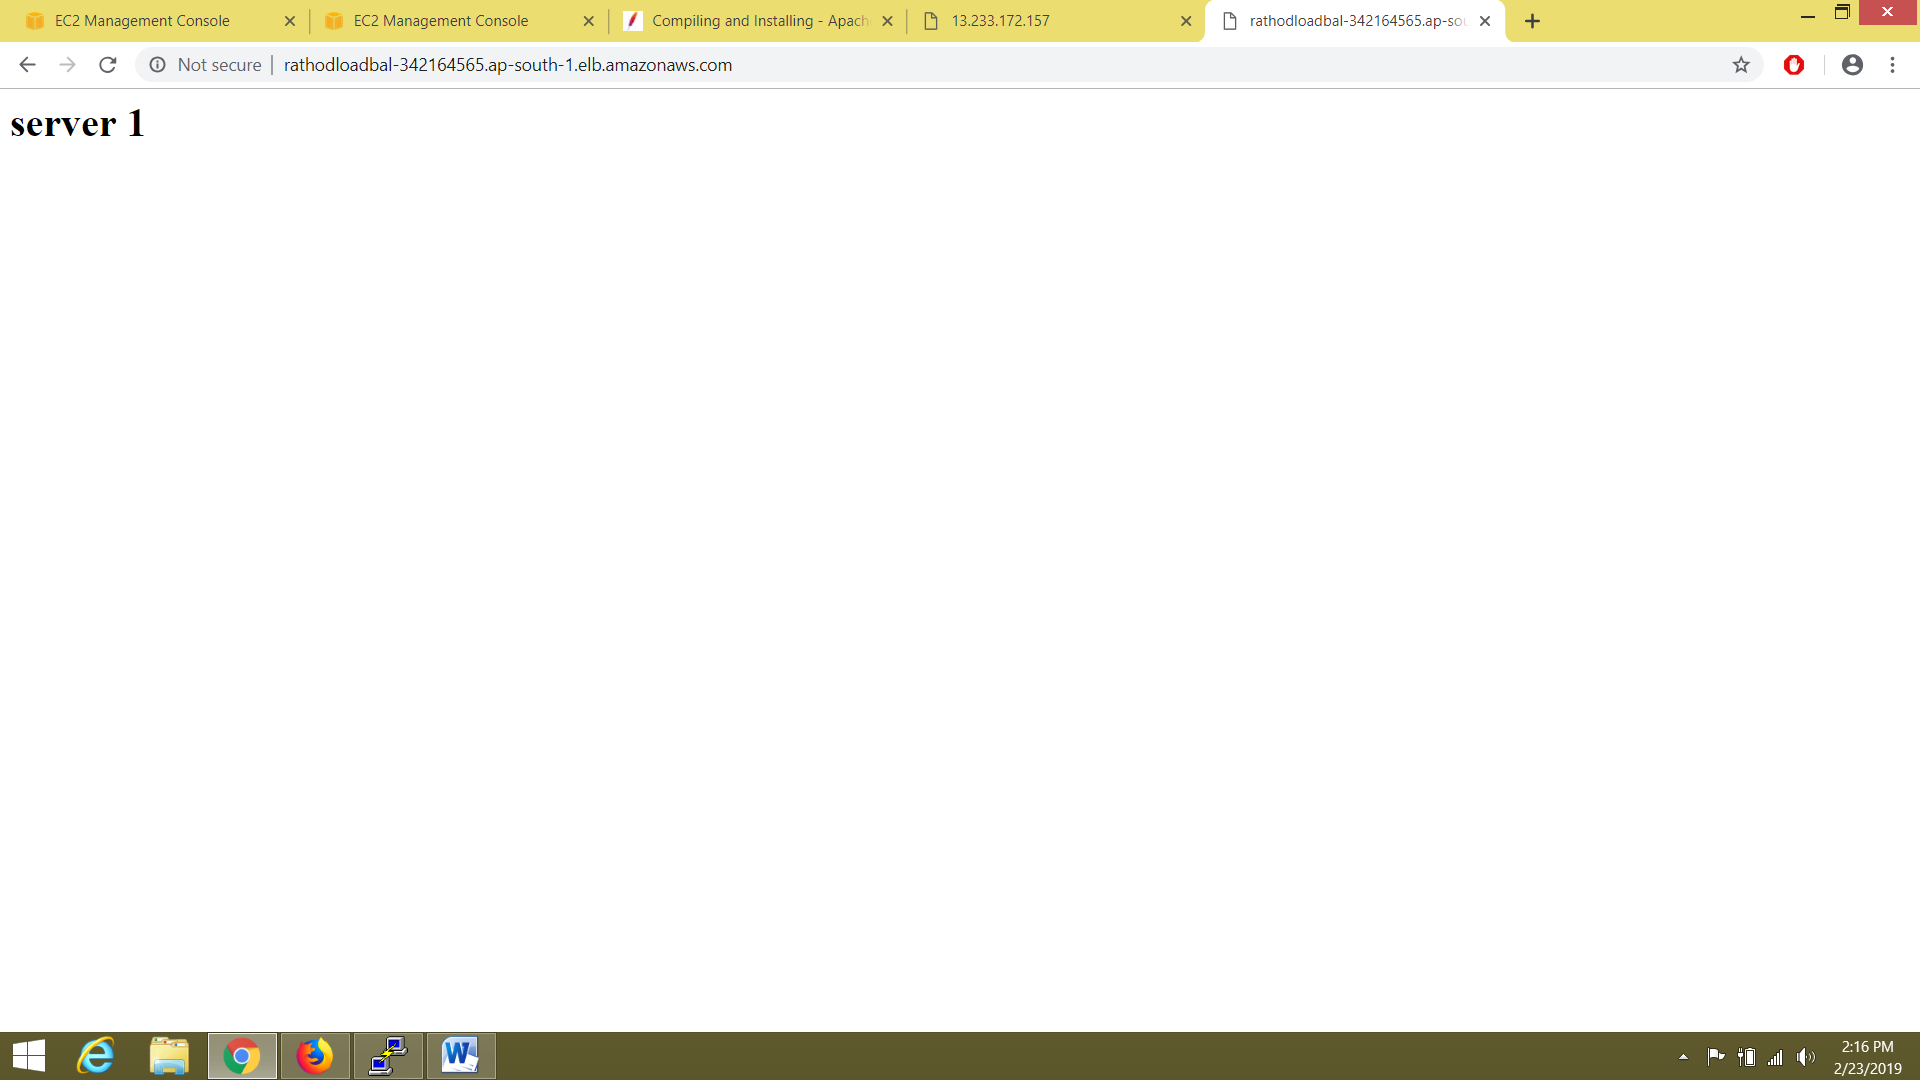 EC2 Management Console
EC2 Management Console
Compiling and Installing - Apach
13.233.172.157
rathodloadbal-342164565.ap-sou
Not secure
rathodloadbal-342164565.ap-south-1.elb.amazonaws.com
server 1
2:16 PM
2/23/2019